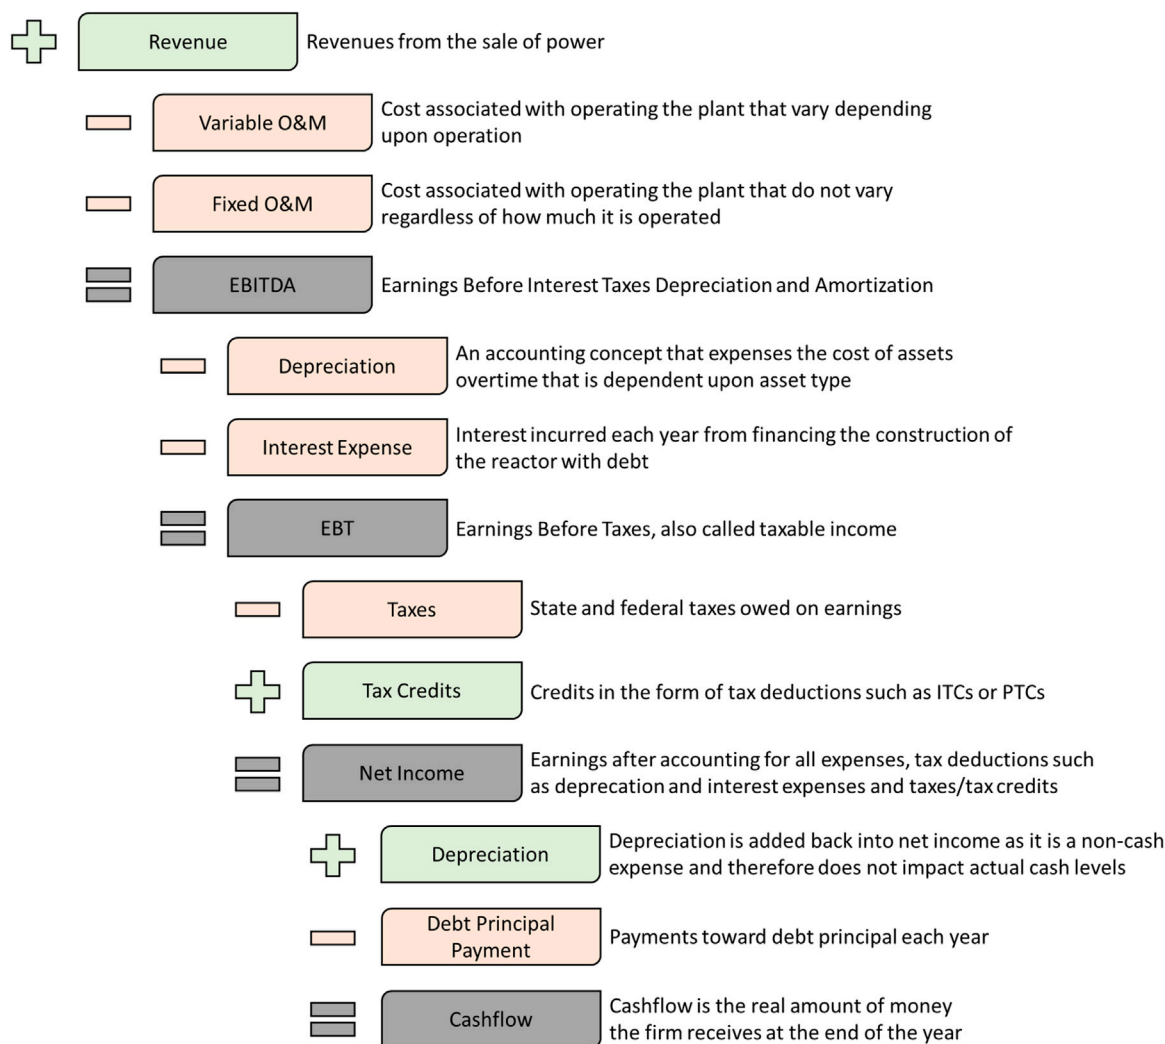 Revenue
Revenues from the sale of power
Variable O&M
Cost associated with operating the plant that vary depending
upon operation
Fixed O&M
Cost associated with operating the plant that do not vary
regardless of how much it is operated
EBITDA
Earnings Before Interest Taxes Depreciation and Amortization
Depreciation
An accounting concept that expenses the cost of assets
overtime that is dependent upon asset type
Interest Expense
Interest incurred each year from financing the construction of
the reactor with debt
EBT
Earnings Before Taxes, also called taxable income
Taxes
State and federal taxes owed on earnings
Tax Credits
Credits in the form of tax deductions such as ITCs or PTCs
Net Income
Earnings after accounting for all expenses, tax deductions such
as deprecation and interest expenses and taxes/tax credits
Depreciation
Depreciation is added back into net income as it is a non-cash
expense and therefore does not impact actual cash levels
Debt Principal
Payment
Payments toward debt principal each year
Cashflow
Cashflow is the real amount of money
the firm receives at the end of the year